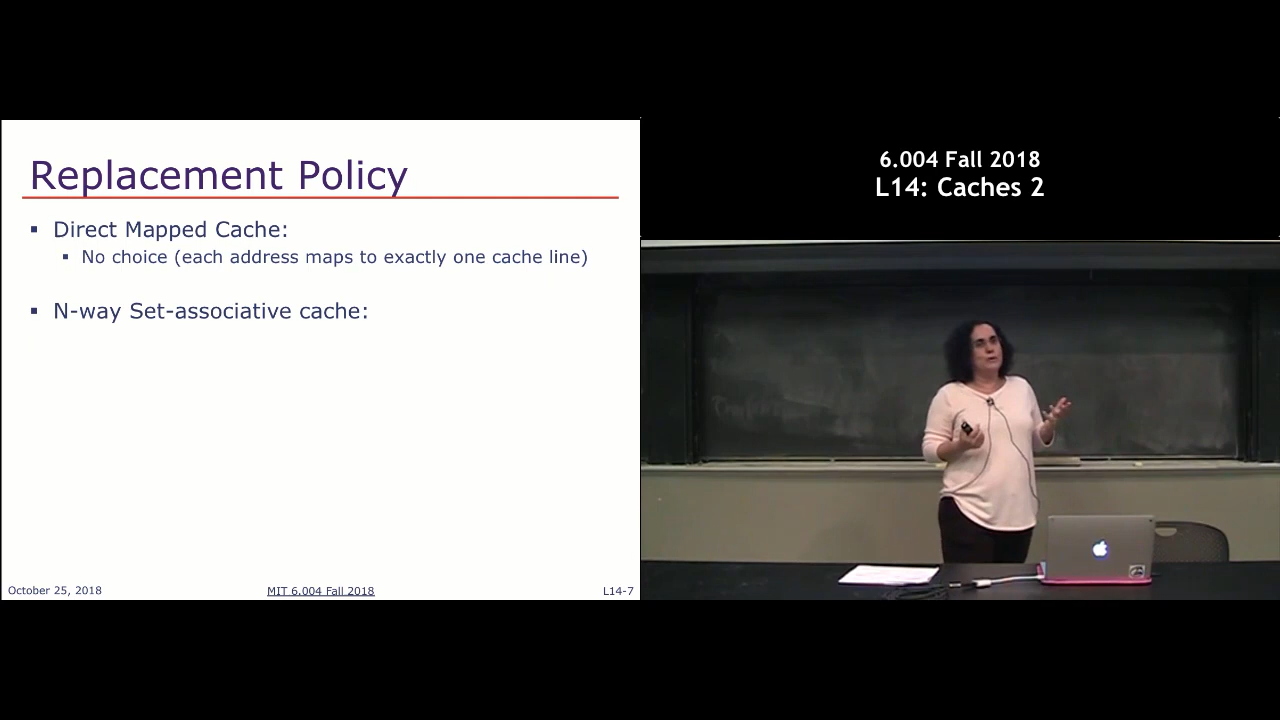 Replacement Policy
▪ Direct Mapped Cache:
▪ No choice (each address maps to exactly one cache line)
▪ N-way Set-associative cache:
October 25, 2018
MIT 6.004 Fall 2018
L14-7
6.004 Fall 2018
L14: Caches 2